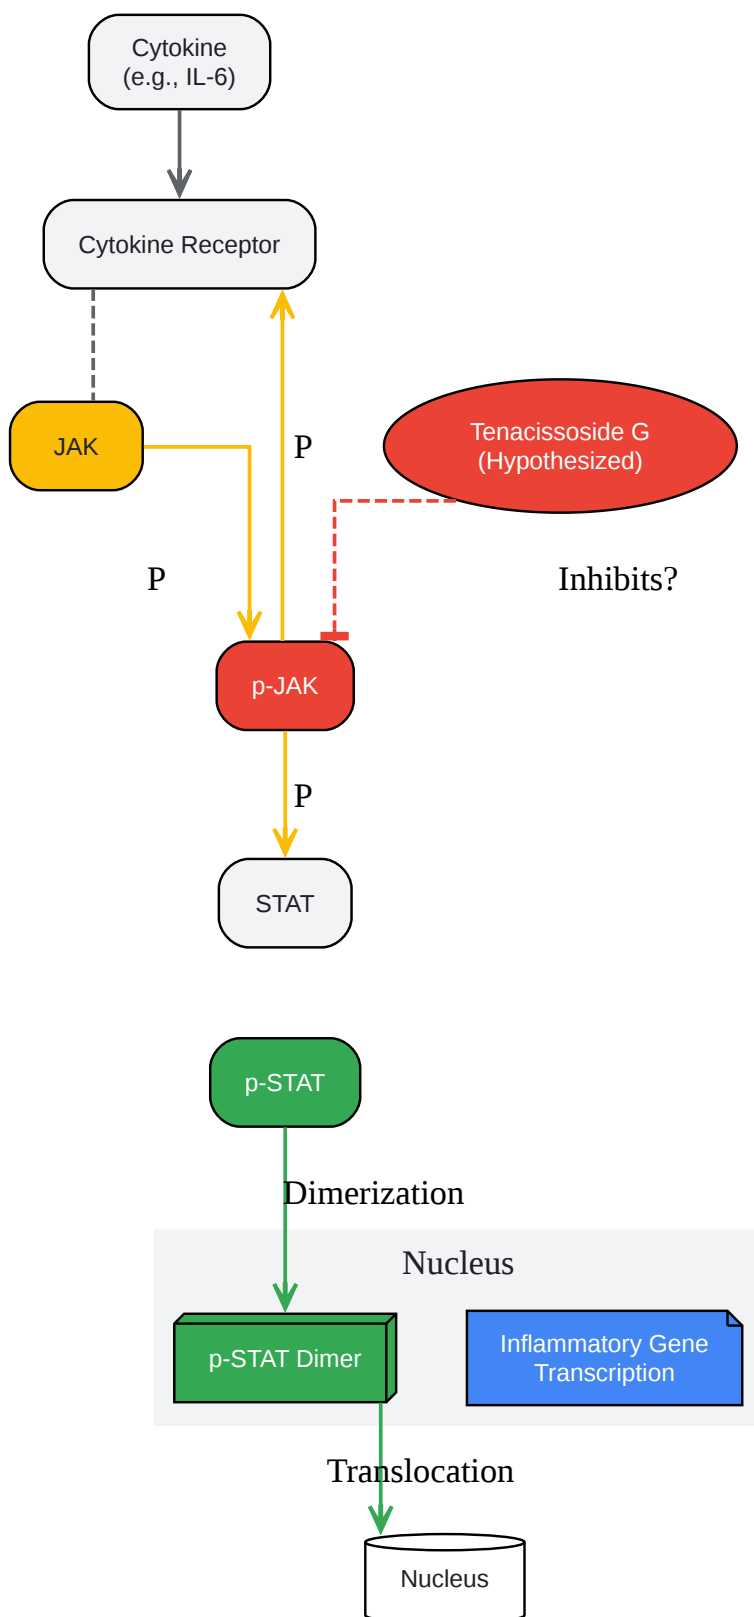 Cytokine
(e.g., IL-6)
Cytokine Receptor
JAK
P
Tenacissoside G
(Hypothesized)
P
Inhibits?
p-JAK
P
STAT
p-STAT
Dimerization
Nucleus
p-STAT Dimer
Inflammatory Gene
Transcription
Translocation
Nucleus